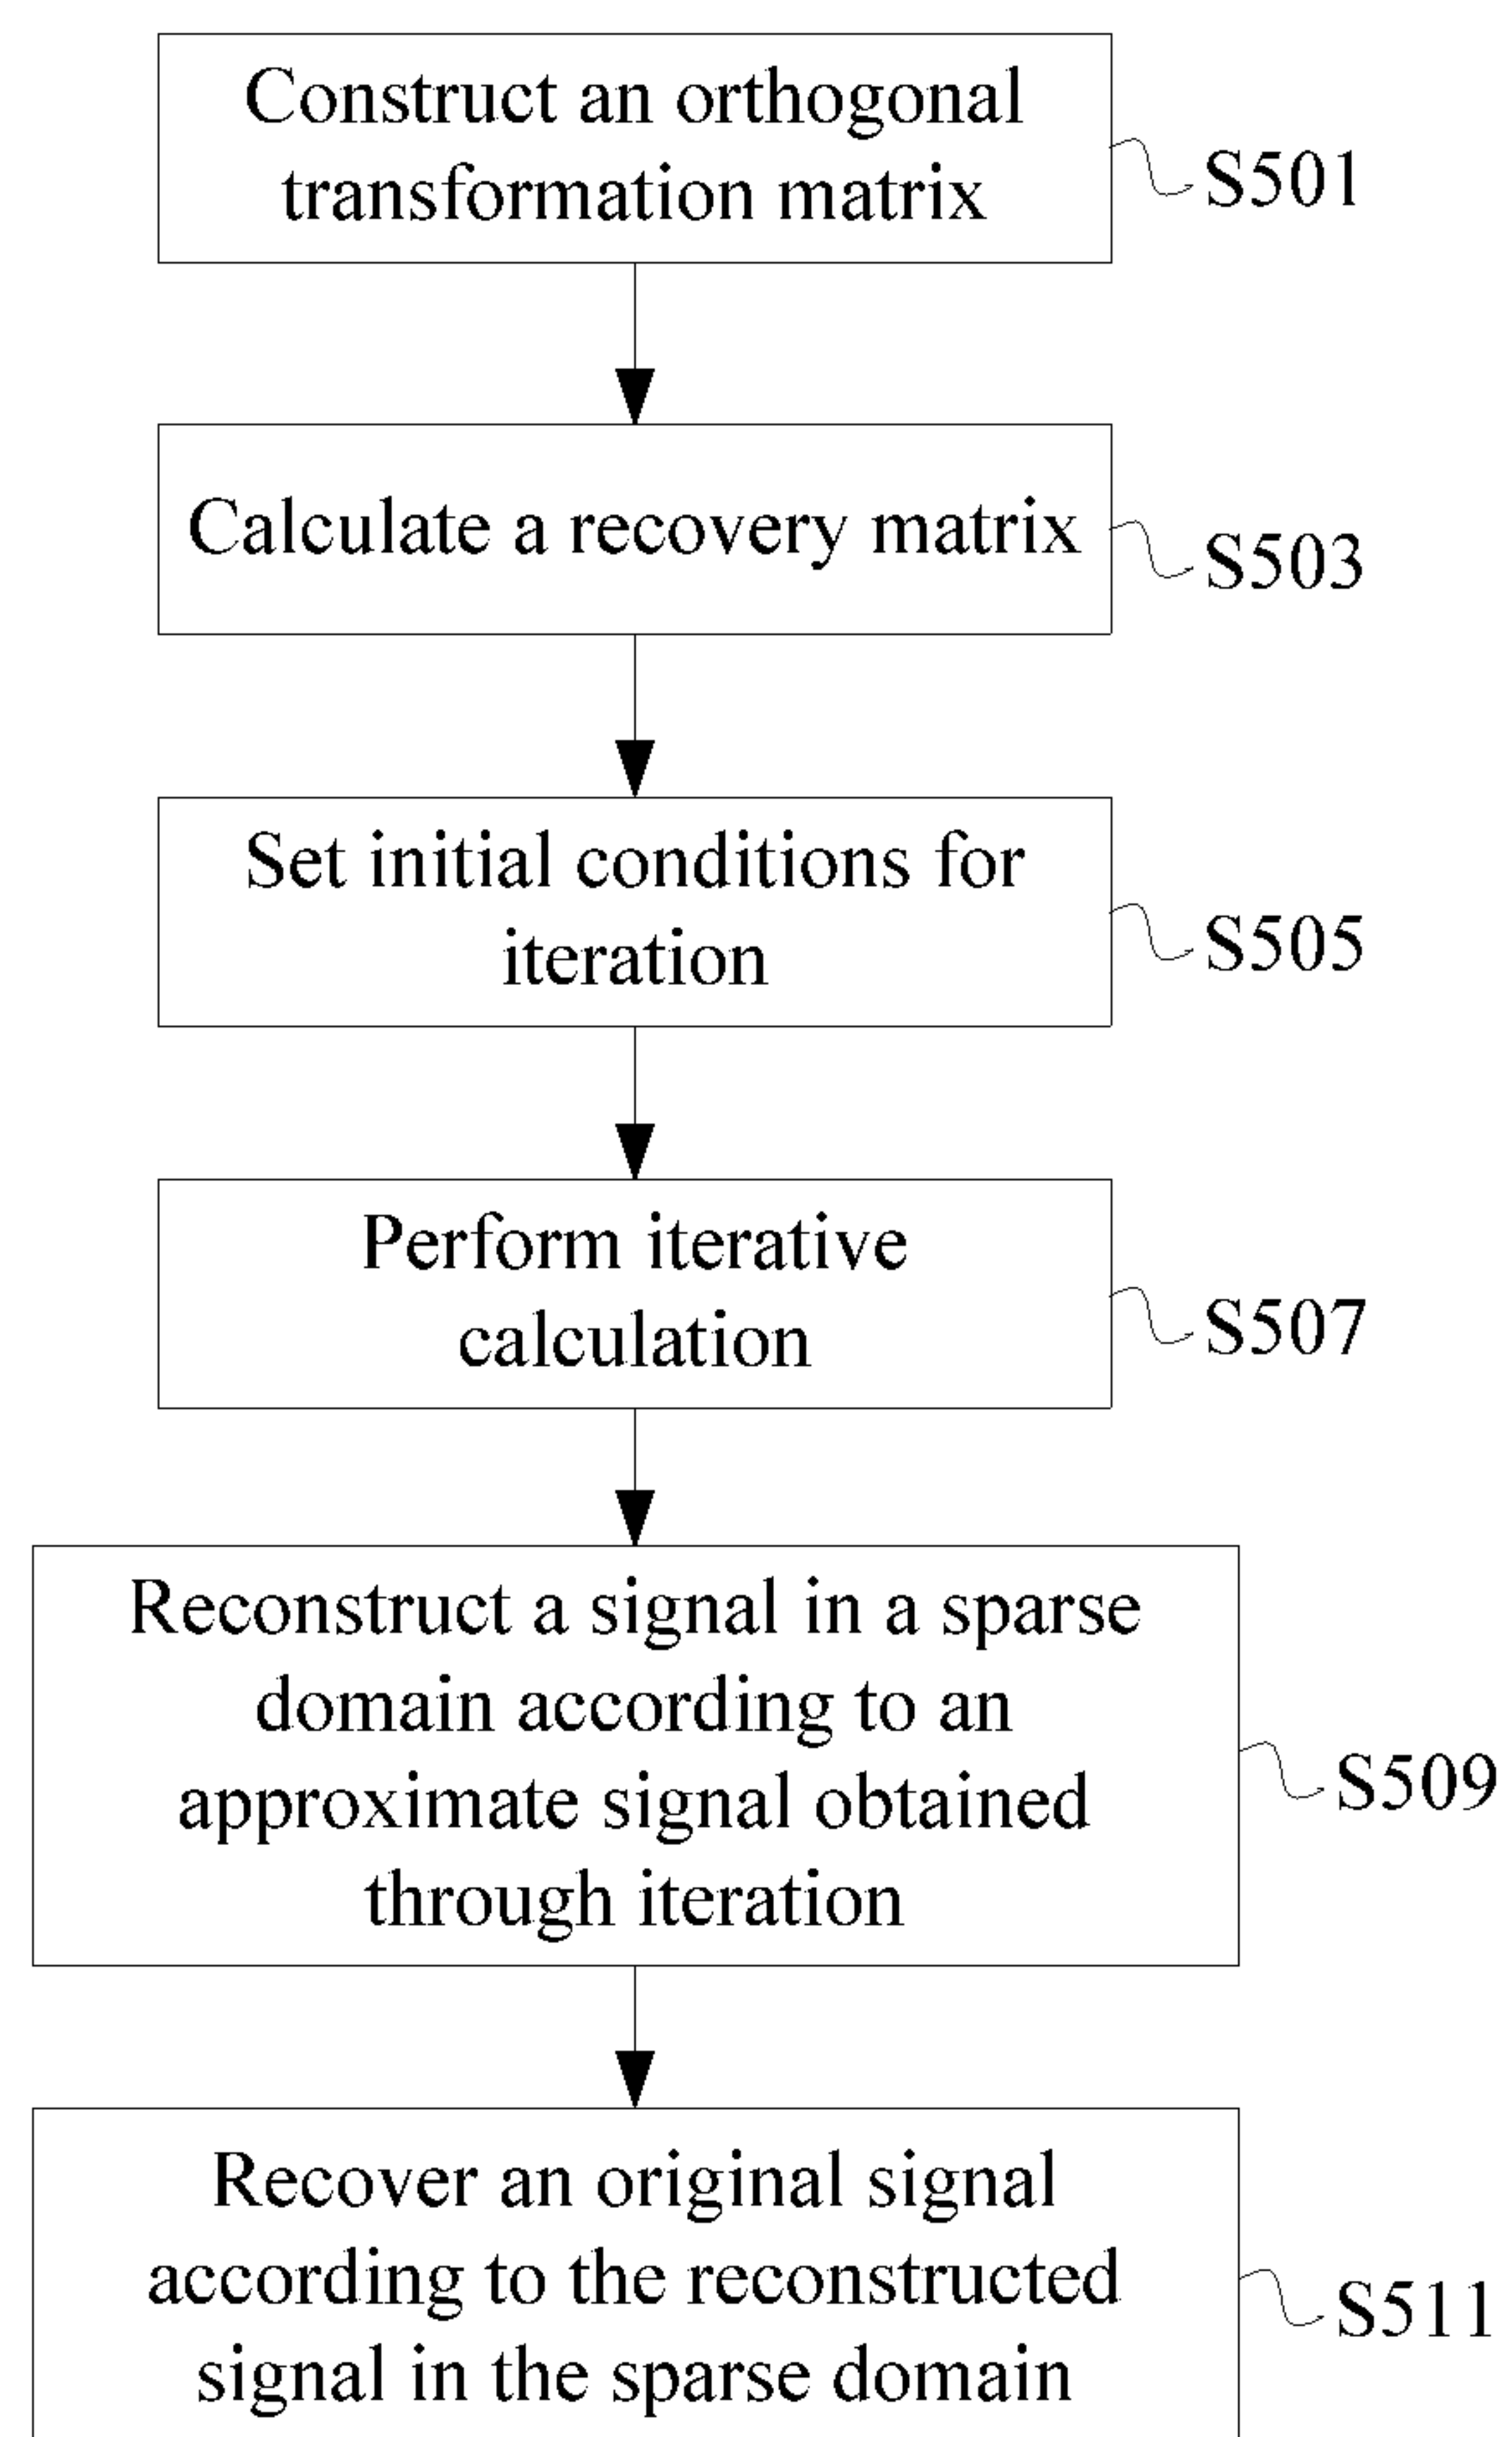 Construct an orthogonal
transformation matrix
S501
Calculate a recovery matrix
S503
Set initial conditions for
iteration
S505
Perform iterative
calculation
S507
Reconstruct a signal in a sparse
domain according to an
approximate signal obtained
through iteration
S509
Recover an original signal
according to the reconstructed
signal in the sparse domain
S511